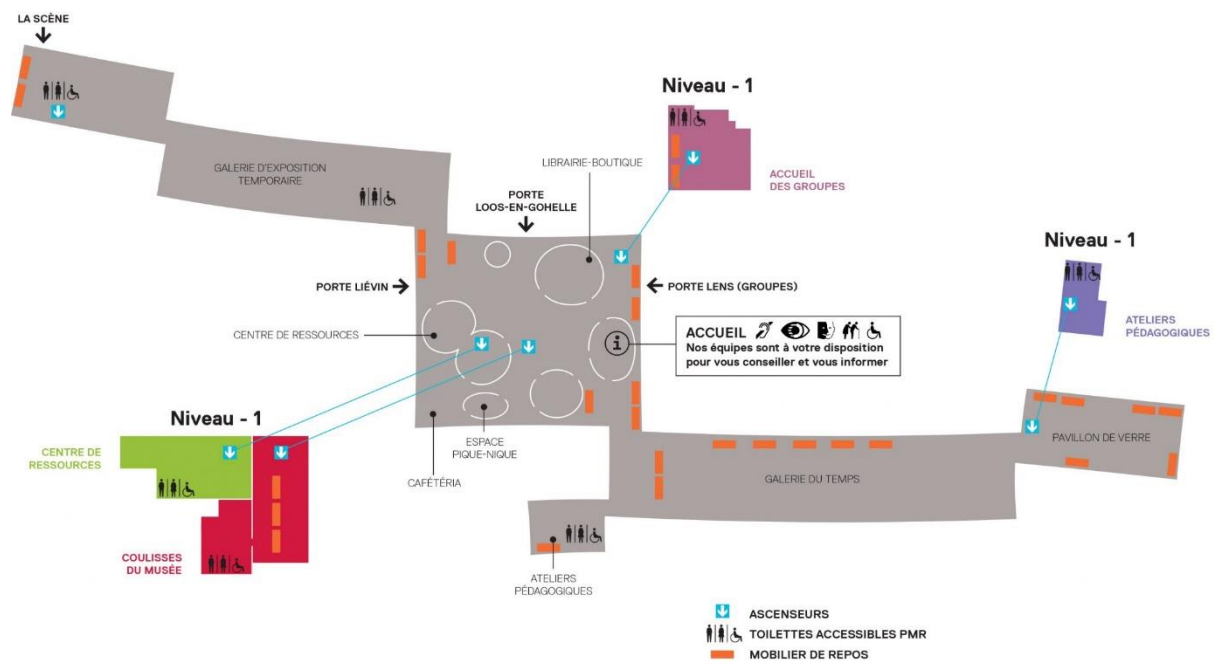 LA SCÈNE
Niveau - 1
GALERIE D'EXPOSITION
TEMPORAIRE
LIBRAIRIE-BOUTIQUE
ACCUEIL
DES GROUPES
PORTE
LOOS-EN-GOHELLE
Niveau - 1
PORTE LIÉVIN
PORTE LENS (GROUPES)
CENTRE DE RESSOURCES
ACCUEIL
Nos équipes sont à votre disposition
pour vous conseiller et vous informer
ATELIERS
PÉDAGOGIQUES
Niveau - 1
CENTRE DE
RESSOURCES
ESPACE
PIQUE-NIQUE
CAFÉTÉRIA
PAVILLON DE VERRE
GALERIE DU TEMPS
COULISSES
DU MUSÉE
ATELIERS
PÉDAGOGIQUES
ASCENSEURS
TOILETTES ACCESSIBLES PMR
MOBILIER DE REPOS